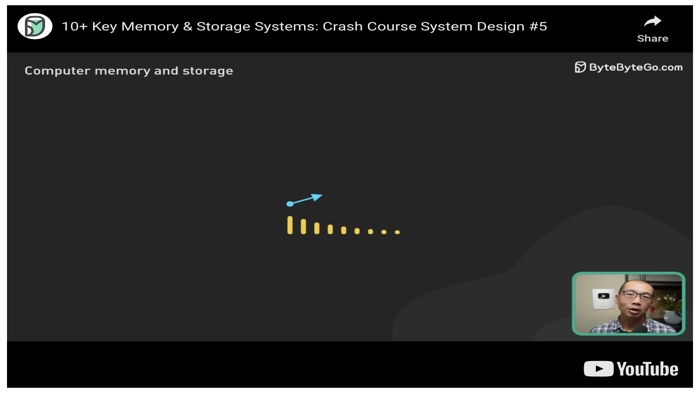 10+ Key Memory & Storage Systems: Crash Course System Design #5
Share
Computer memory and storage
ByteByteGo.com
YouTube